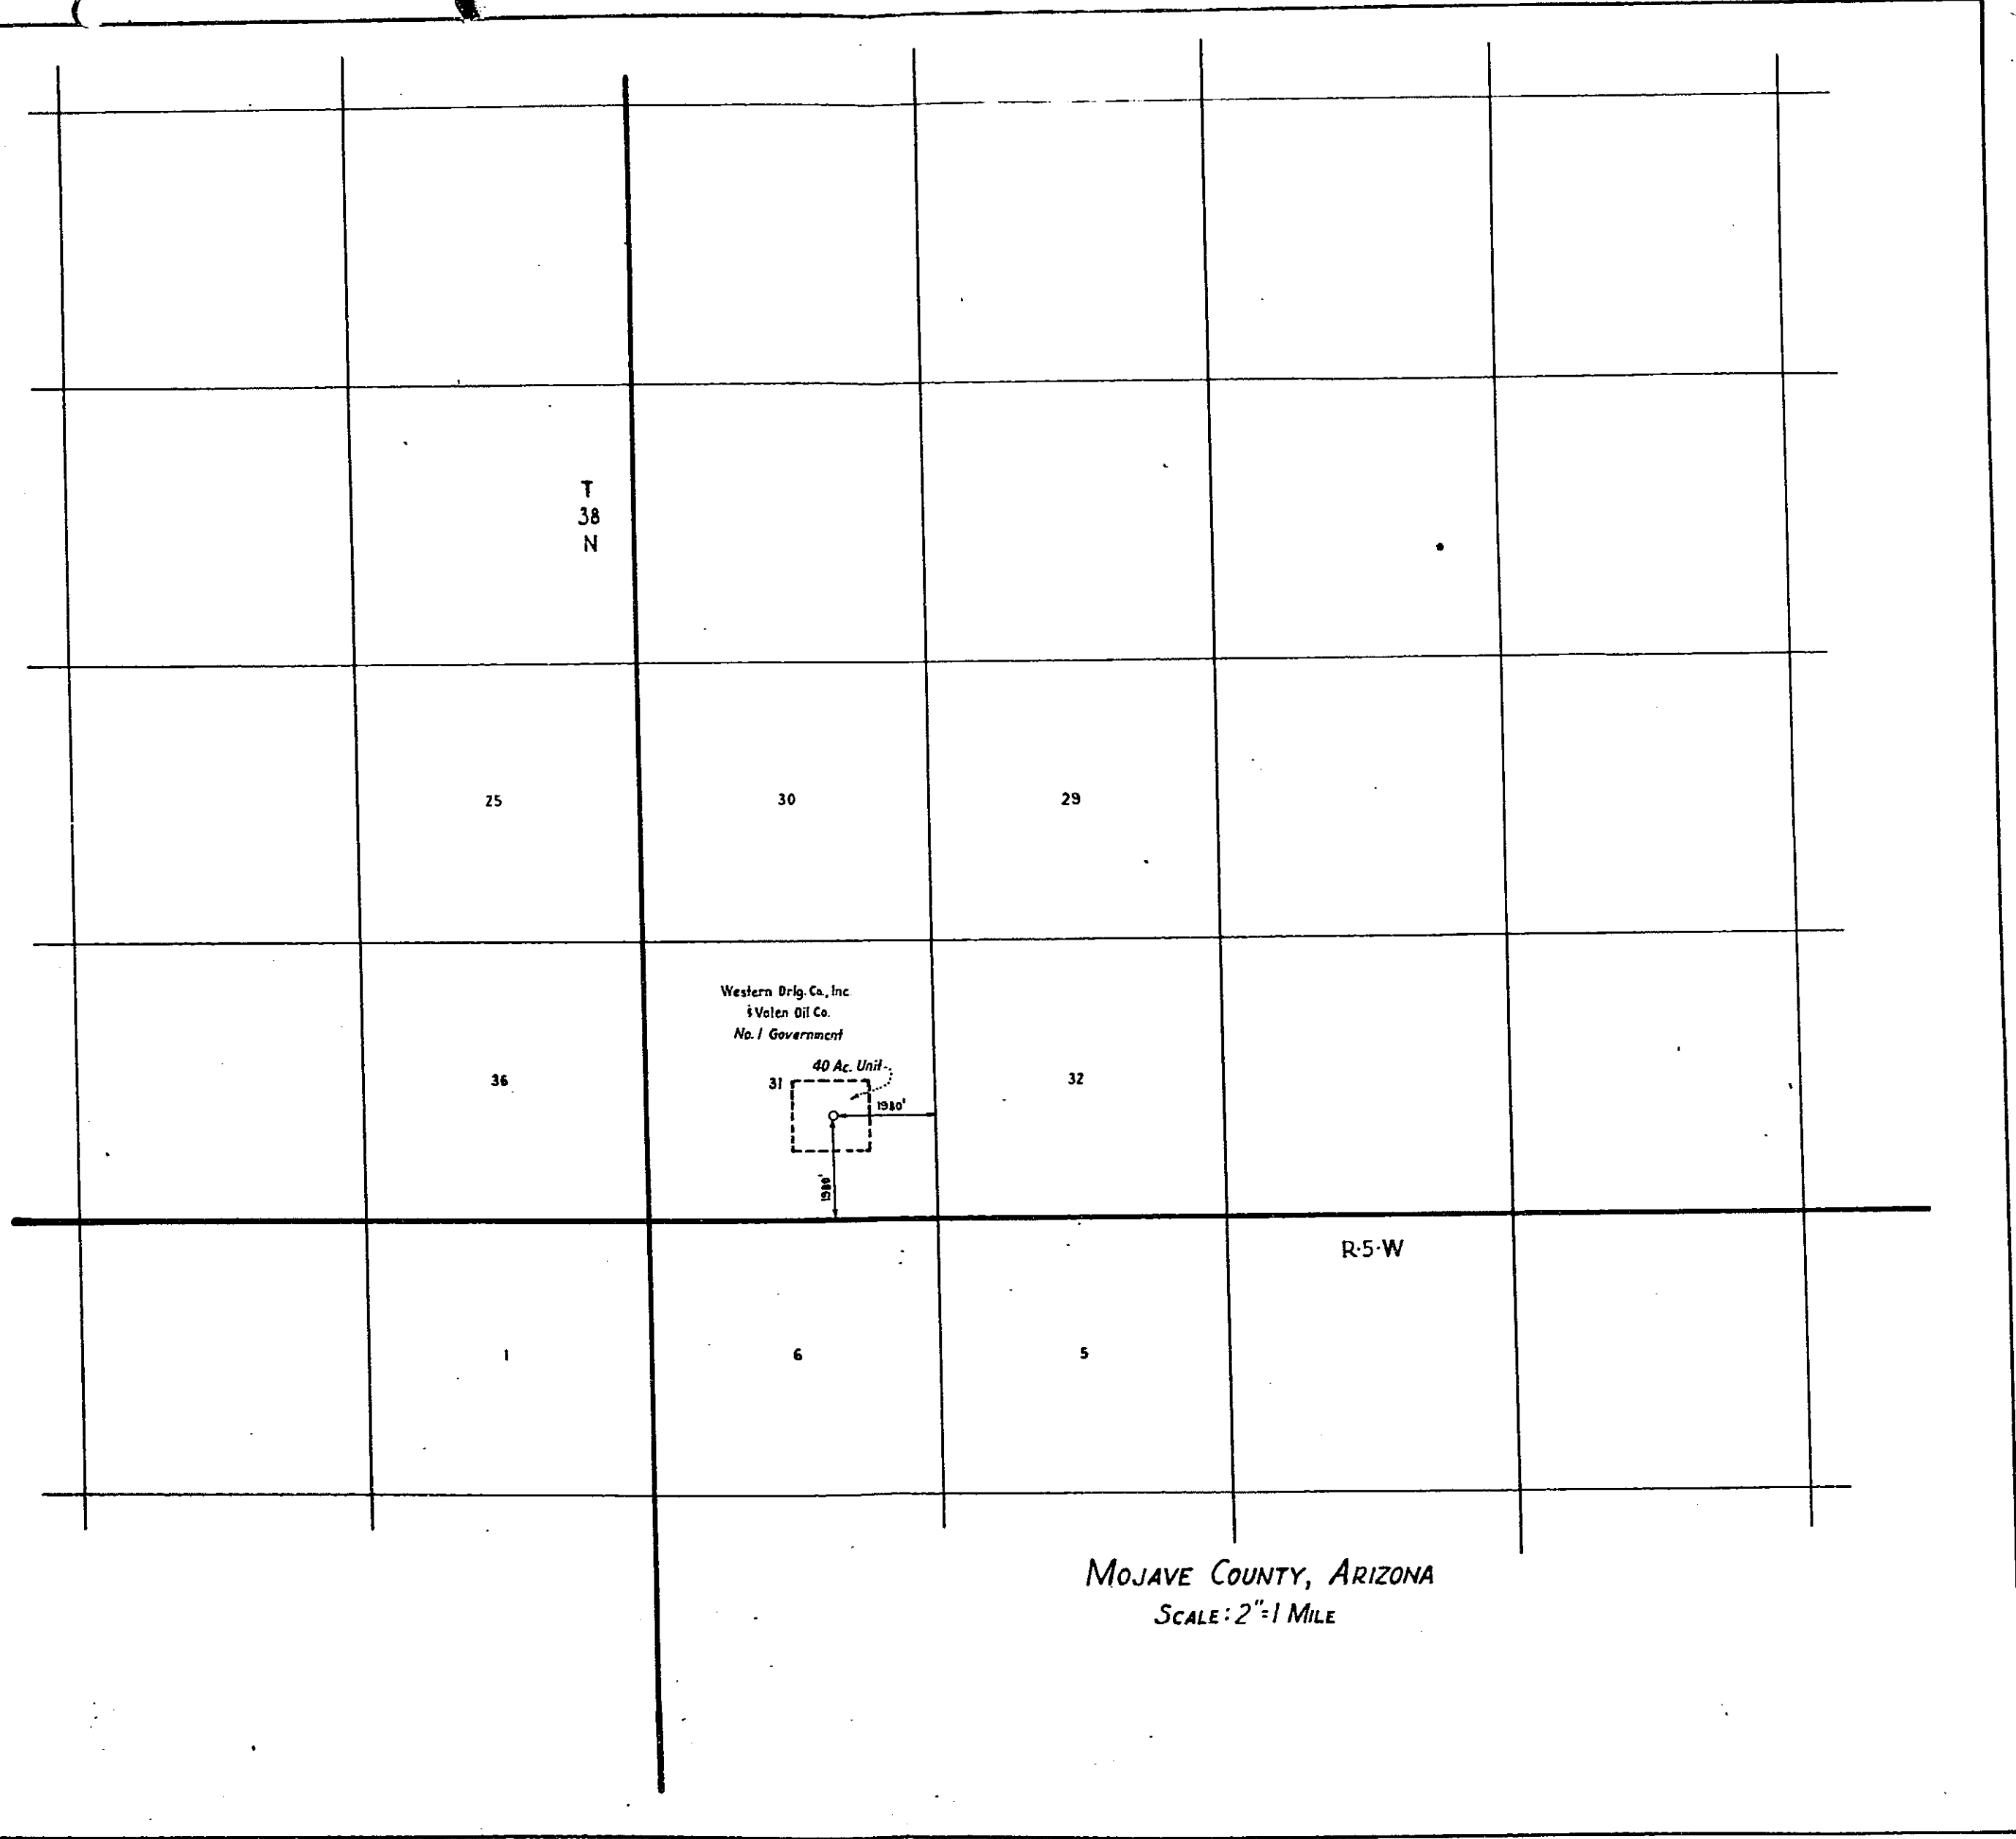 T
38
N
25
30
29
Western Drlg. Co., Inc.
& Valen Oil Co.
No. 1 Government
40 Ac. Unit
36
31
32
1980'
1980'
R·5·W
1
6
5
MOJAVE COUNTY, ARIZONA
SCALE: 2"=1 MILE